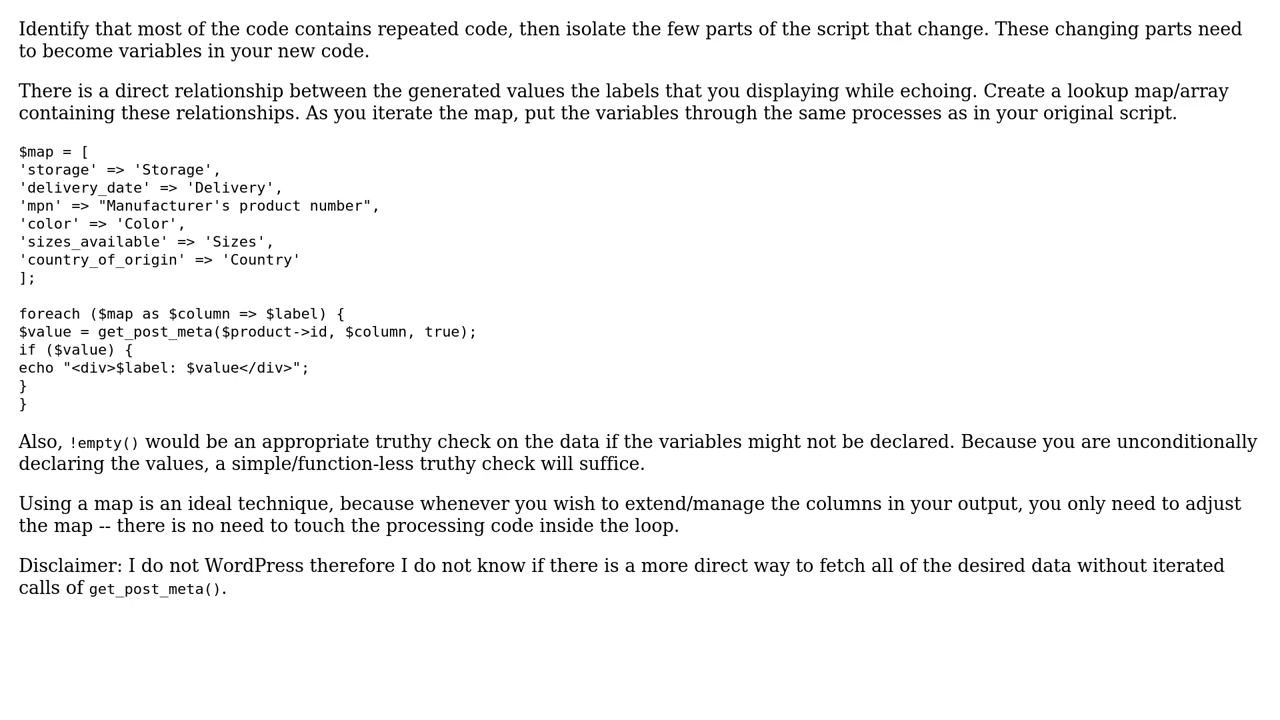 Identify that most of the code contains repeated code, then isolate the few parts of the script that change. These changing parts need
to become variables in your new code.
There is a direct relationship between the generated values the labels that you displaying while echoing. Create a lookup map/array
containing these relationships. As you iterate the map, put the variables through the same processes as in your original script.
$map = [
'storage' => 'Storage',
'delivery_date' => 'Delivery',
'mpn' => "Manufacturer's product number",
'color' => 'Color',
'sizes_available' => 'Sizes',
'country_of_origin' => 'Country'
];
foreach ($map as $column => $label) {
$value = get_post_meta($product->id, $column, true);
if ($value) {
echo "<div>$label: $value</div>";
}
}
Also, !empty() would be an appropriate truthy check on the data if the variables might not be declared. Because you are unconditionally
declaring the values, a simple/function-less truthy check will suffice.
Using a map is an ideal technique, because whenever you wish to extend/manage the columns in your output, you only need to adjust
the map -- there is no need to touch the processing code inside the loop.
Disclaimer: I do not WordPress therefore I do not know if there is a more direct way to fetch all of the desired data without iterated
calls of get_post_meta().